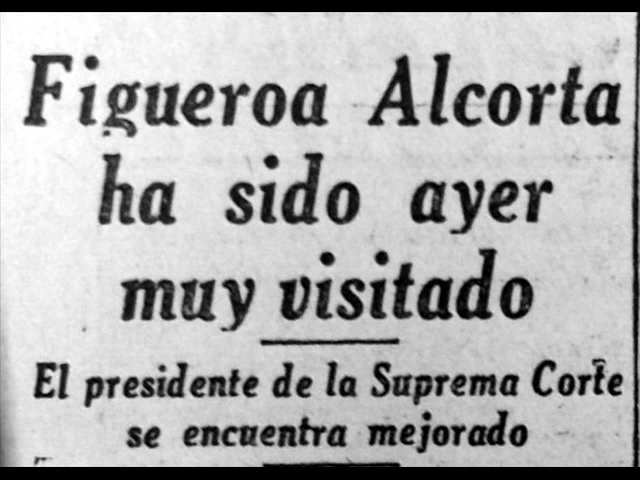 Figueroa Alcorta
ha sido ayer
muy visitado
El presidente de la Suprema Corte
se encuentra mejorado